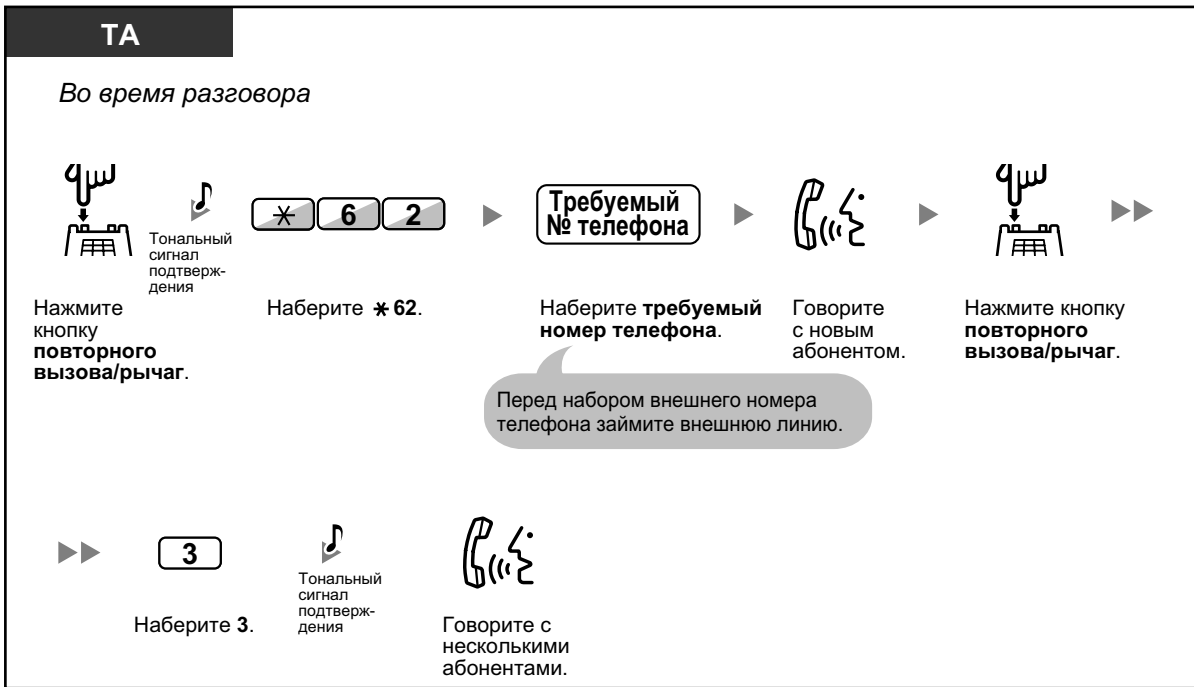 ТА
Во время разговора
Тональный
сигнал
подтверж-
дения
* 6 2
Требуемый
№ телефона
Нажмите
кнопку
повторного
вызова/рычаг.
Наберите *62.
Наберите требуемый
номер телефона.
Говорите
с новым
абонентом.
Нажмите кнопку
повторного
вызова/рычаг.
Перед набором внешнего номера
телефона займите внешнюю линию.
3
Тональный
сигнал
подтверж-
дения
Наберите 3.
Говорите с
несколькими
абонентами.